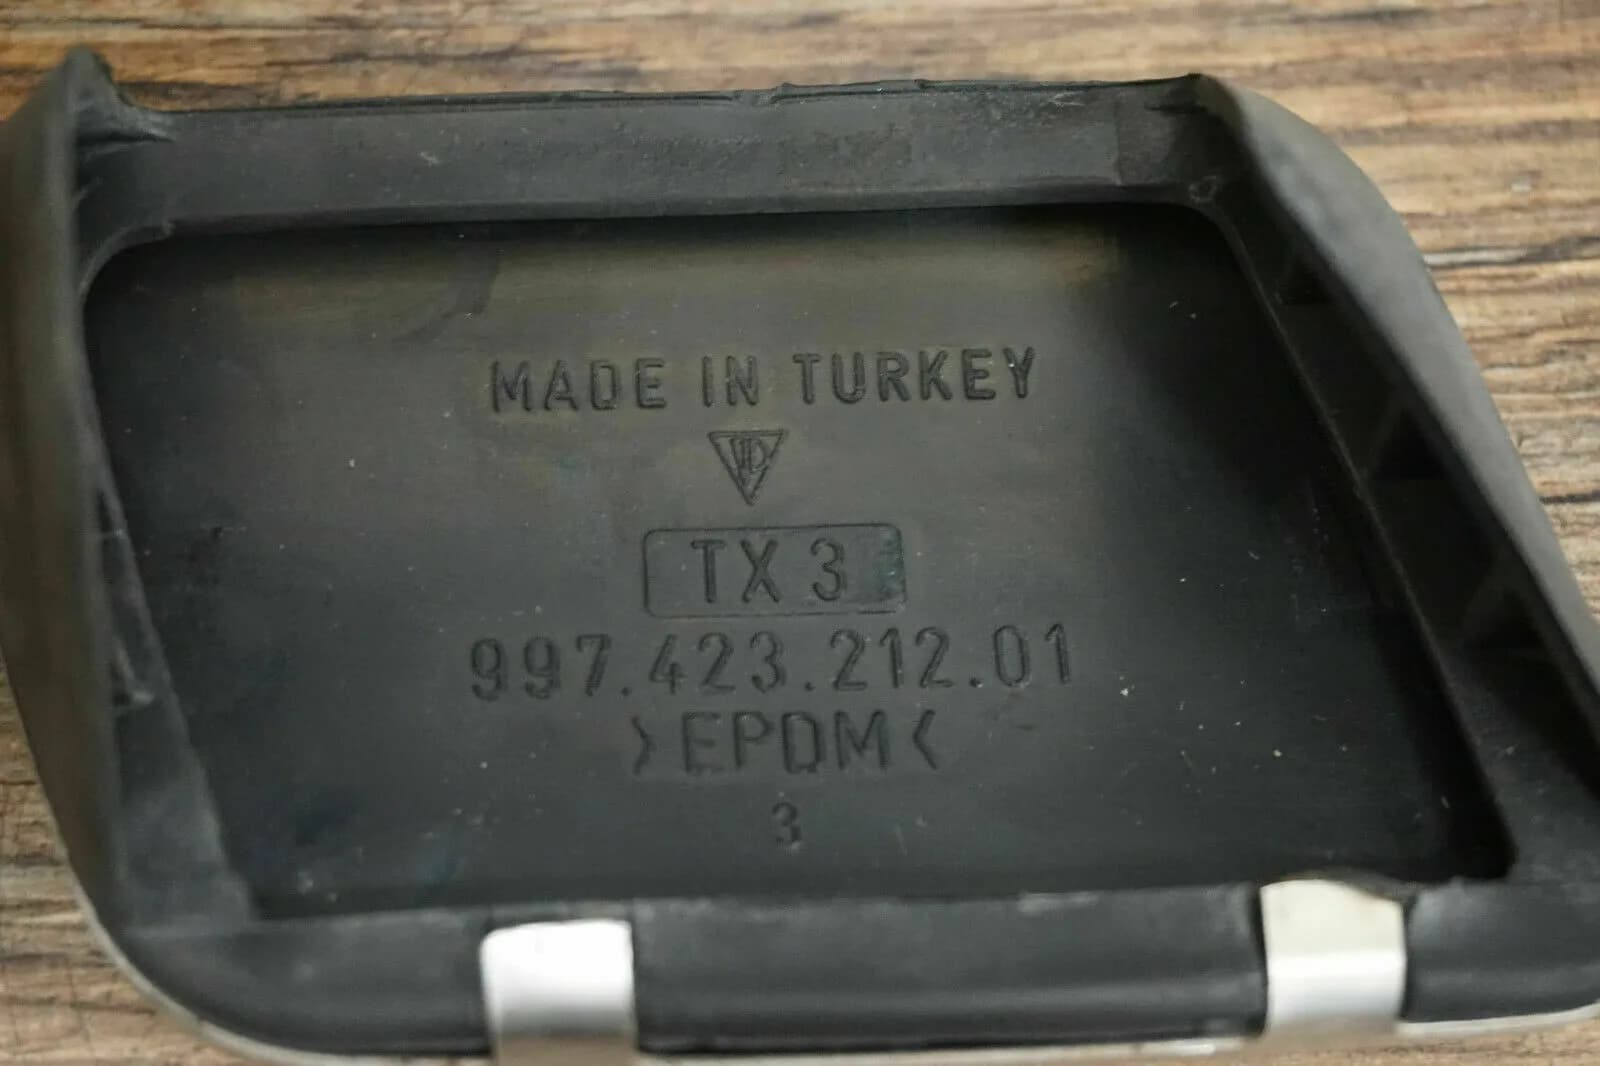 MADE IN TURKEY
TX 3
997.423.212.01
>EPDM<
3